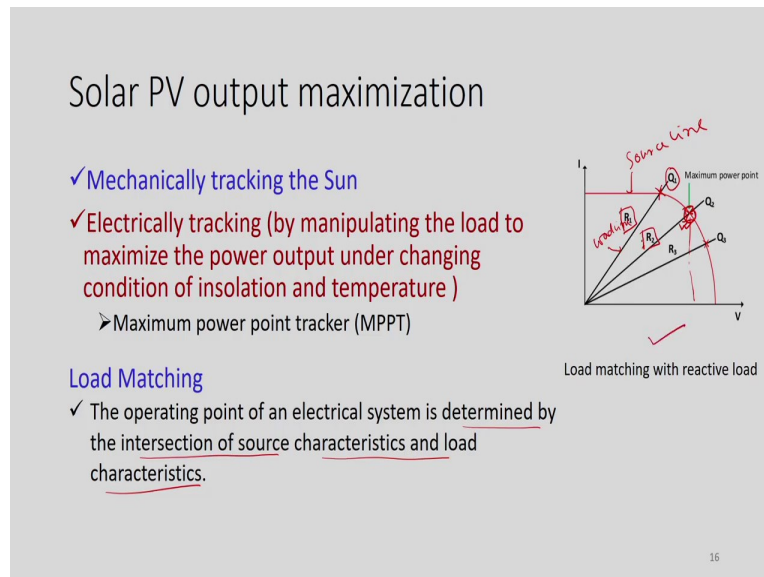 Solar PV output maximization
✓Mechanically tracking the Sun
✓Electrically tracking (by manipulating the load to
maximize the power output under changing
condition of insolation and temperature )
➢Maximum power point tracker (MPPT)
Load Matching
✓ The operating point of an electrical system is determined by
the intersection of source characteristics and load
characteristics.
Source line
I
Q₁
Maximum power point
Q₂
R₁
R₂
Q₃
R₃
V
Load matching with reactive load
16